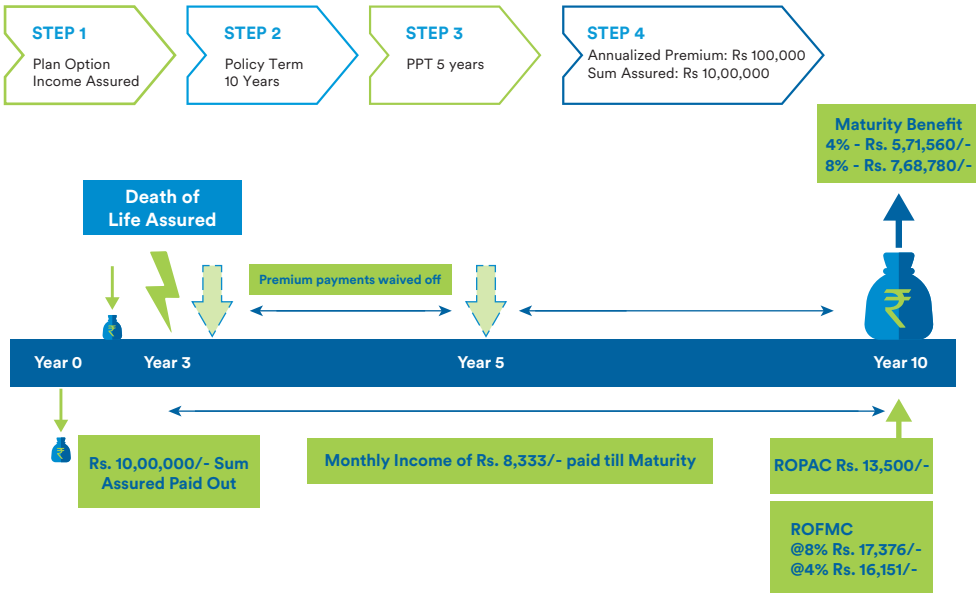 STEP 1
Plan Option
Income Assured
STEP 2
Policy Term
10 Years
STEP 3
PPT 5 years
STEP 4
Annualized Premium: Rs 100,000
Sum Assured: Rs 10,00,000
Maturity Benefit
4% - Rs. 5,71,560/-
8% - Rs. 7,68,780/-
Death of
Life Assured
Premium payments waived off
₹
₹
Year 0
Year 3
Year 5
Year 10
₹
Rs. 10,00,000/- Sum
Assured Paid Out
Monthly Income of Rs. 8,333/- paid till Maturity
ROPAC Rs. 13,500/-
ROFMC
@8% Rs. 17,376/-
@4% Rs. 16,151/-